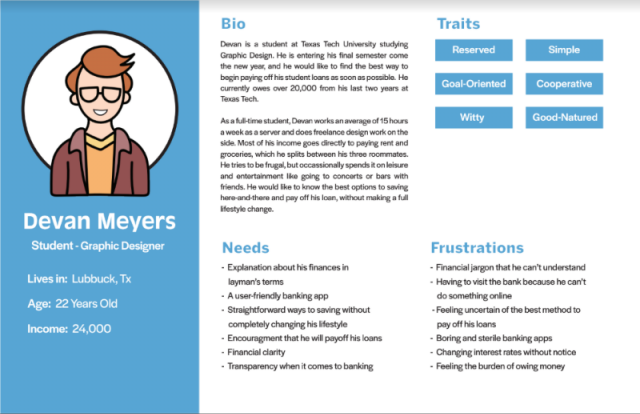 Devan Meyers
Student - Graphic Designer
Lives in: Lubbuck, Tx
Age: 22 Years Old
Income: 24,000
Bio
Devan is a student at Texas Tech University studying
Graphic Design. He is entering his final semester come
the new year, and he would like to find the best way to
begin paying off his student loans as soon as possible. He
currently owes over 20,000 from his last two years at
Texas Tech.
As a full-time student, Devan works an average of 15 hours
a week as a server and does freelance design work on the
side. Most of his income goes directly to paying rent and
groceries, which he splits between his three roommates.
He tries to be frugal, but occassionally spends it on leisure
and entertainment like going to concerts or bars with
friends. He would like to know the best options to saving
here-and-there and pay off his loan, without making a full
lifestyle change.
Traits
Reserved
Simple
Goal-Oriented
Cooperative
Witty
Good-Natured
Needs
- Explanation about his finances in
layman's terms
- A user-friendly banking app
- Straightforward ways to saving without
completely changing his lifestyle
- Encouragment that he will payoff his loans
- Financial clarity
- Transparency when it comes to banking
Frustrations
- Financial jargon that he can't understand
- Having to visit the bank because he can't
do something online
- Feeling uncertain of the best method to
pay off his loans
- Boring and sterile banking apps
- Changing interest rates without notice
- Feeling the burden of owing money